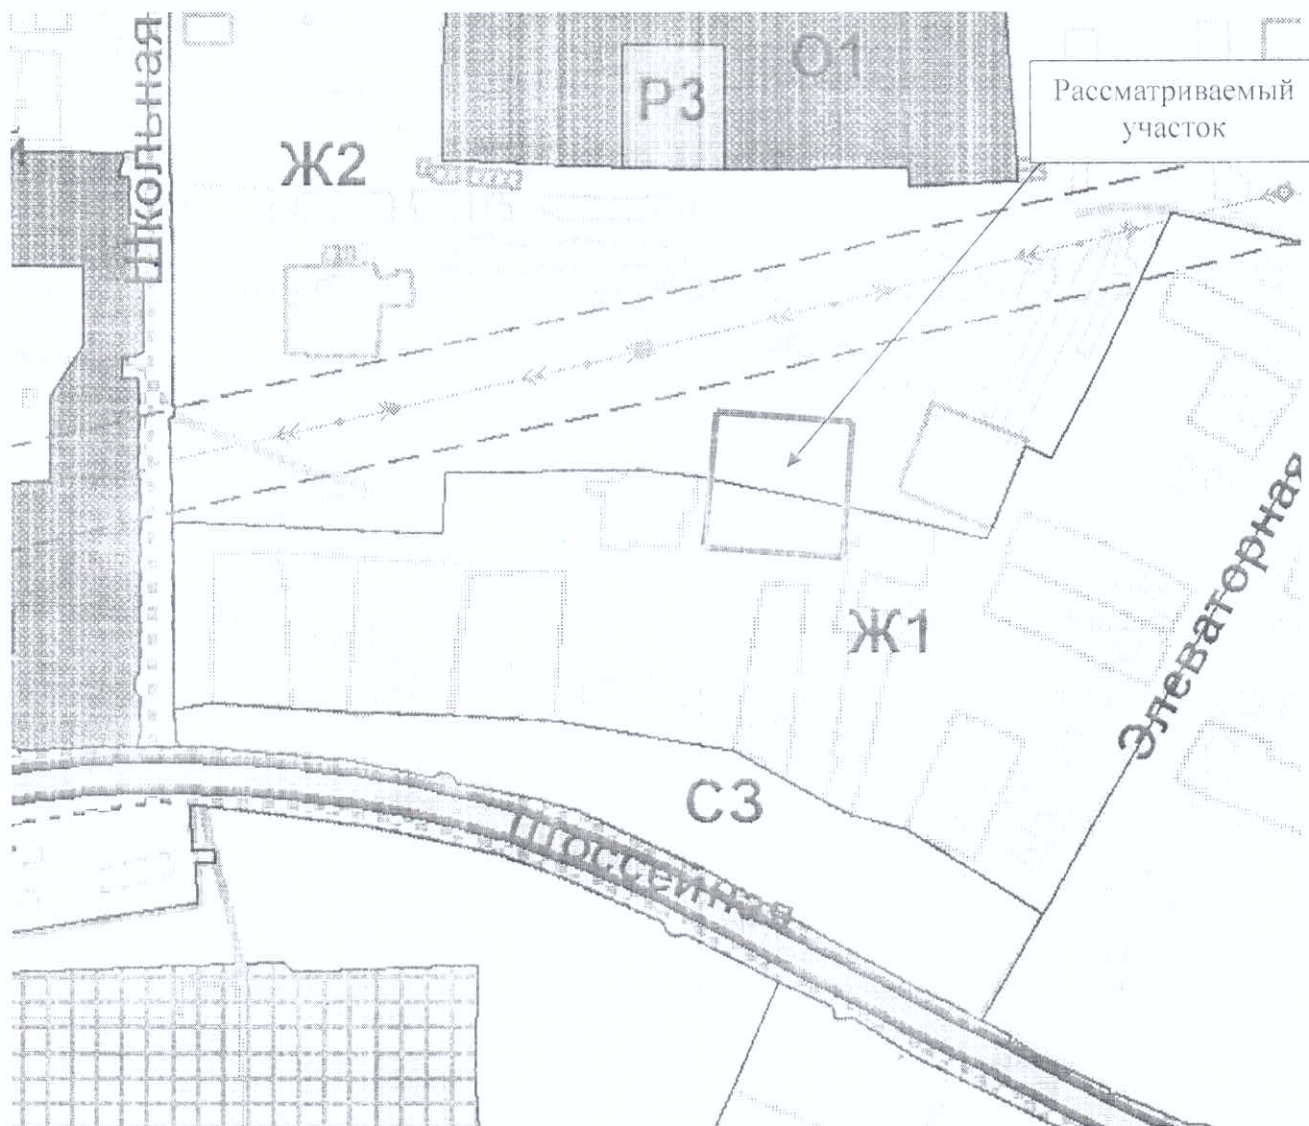 Школьная
О1
Р3
Рассматриваемый
участок
Ж2
Элеваторная
Ж1
С3
Шоссейная